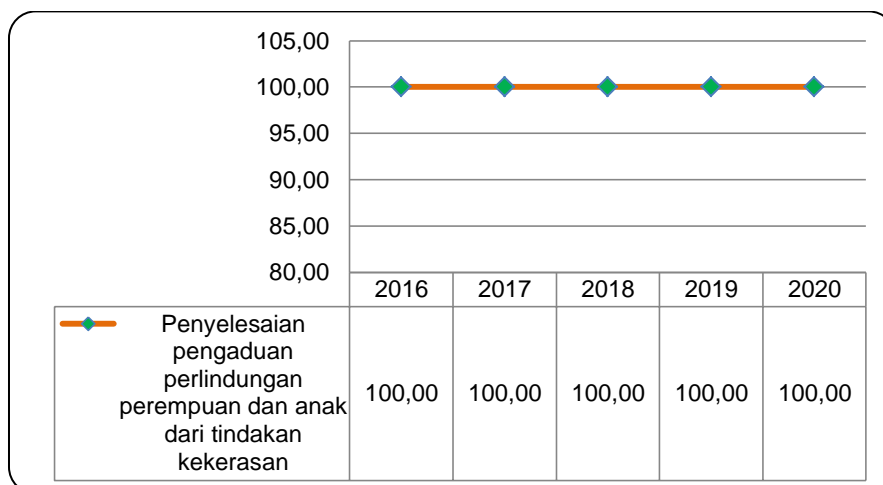 105,00
100,00
95,00
90,00
85,00
80,00
2016 2017 2018 2019 2020
Penyelesaian
pengaduan
perlindungan
perempuan dan anak
dari tindakan
kekerasan
100,00 100,00 100,00 100,00 100,00